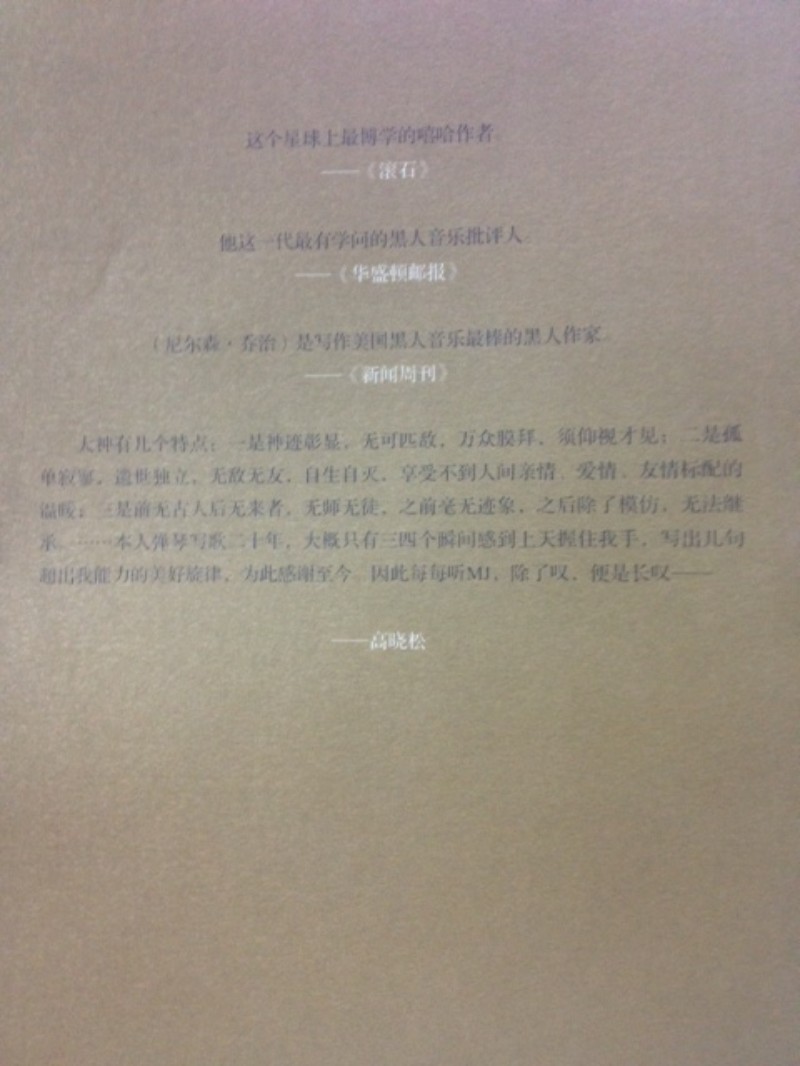 这个星球上最博学的嘻哈作者。
——《滚石》
他这一代最有学问的黑人音乐批评人。
——《华盛顿邮报》
（尼尔森·乔治）是写作美国黑人音乐最棒的黑人作家。
——《新闻周刊》
大神有几个特点：一是神迹彰显，无可匹敌，万众膜拜，须仰视才见；二是孤
单寂寥，遗世独立，无敌无友，自生自灭，享受不到人间亲情、爱情、友情标配的
温暖；三是前无古人后无来者，无师无徒，之前毫无迹象，之后除了模仿，无法继
承。……本人弹琴写歌二十年，大概只有三四个瞬间感到上天握住我手，写出几句
超出我能力的美好旋律，为此感谢至今。因此每每听MJ，除了叹，便是长叹——
——高晓松